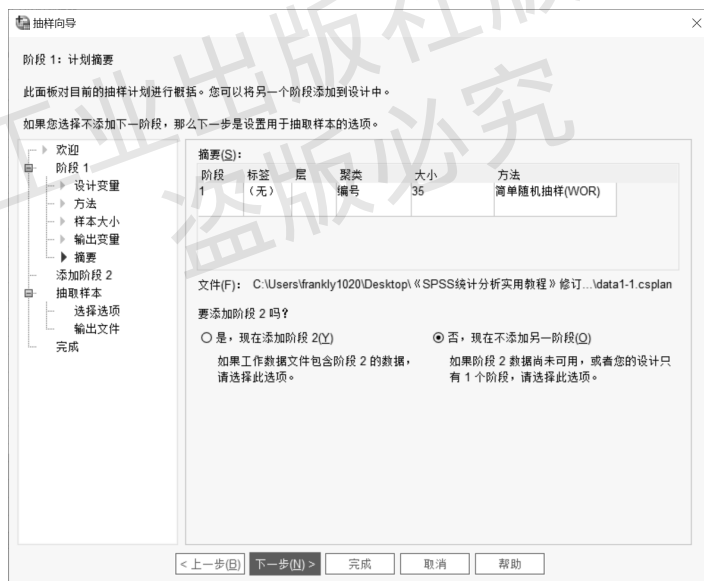 抽样向导
阶段 1：计划摘要
此面板对目前的抽样计划进行概括。您可以将另一个阶段添加到设计中。
如果您选择不添加下一阶段，那么下一步是设置用于抽取样本的选项。
欢迎
阶段 1
设计变量
方法
样本大小
输出变量
摘要
添加阶段 2
抽取样本
选择选项
输出文件
完成
摘要(S)：
阶段 标签 层 聚类 大小 方法
1 （无） 编号 35 简单随机抽样(WOR)
文件(F)： C:\Users\frankly1020\Desktop\《SPSS统计分析实用教程》修订...\data1-1.csplan
要添加阶段 2 吗？
是，现在添加阶段 2(Y)
如果工作数据文件包含阶段 2 的数据，
请选择此选项。
否，现在不添加另一阶段(O)
如果阶段 2 数据尚未可用，或者您的设计只
有 1 个阶段，请选择此选项。
< 上一步(B) 下一步(N) > 完成 取消 帮助
工业出版社版权
盗版必究